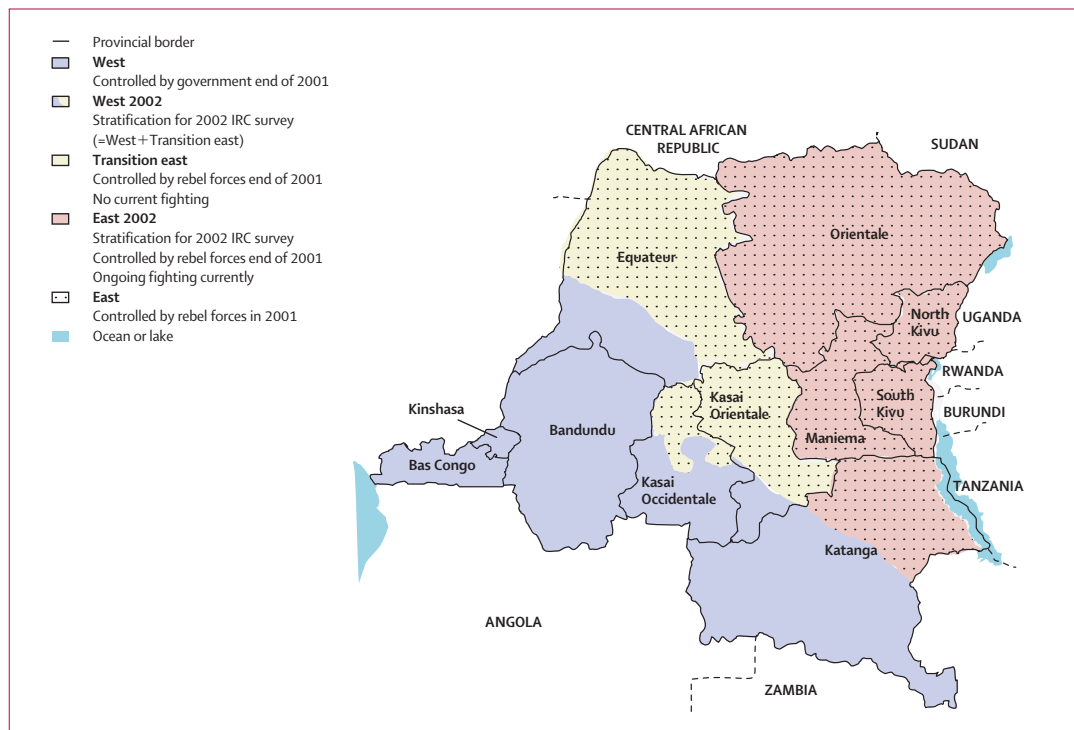 Provincial border
West
Controlled by government end of 2001
West 2002
Stratification for 2002 IRC survey
(=West+Transition east)
Transition east
Controlled by rebel forces end of 2001
No current fighting
East 2002
Stratification for 2002 IRC survey
Controlled by rebel forces end of 2001
Ongoing fighting currently
East
Controlled by rebel forces in 2001
Ocean or lake
CENTRAL AFRICAN
REPUBLIC
SUDAN
Orientale
Equateur
North
Kivu
UGANDA
RWANDA
Kinshasa
Kasai
Orientale
South
Kivu
BURUNDI
Bandundu
Maniema
Bas Congo
Kasai
Occidentale
TANZANIA
Katanga
ANGOLA
ZAMBIA